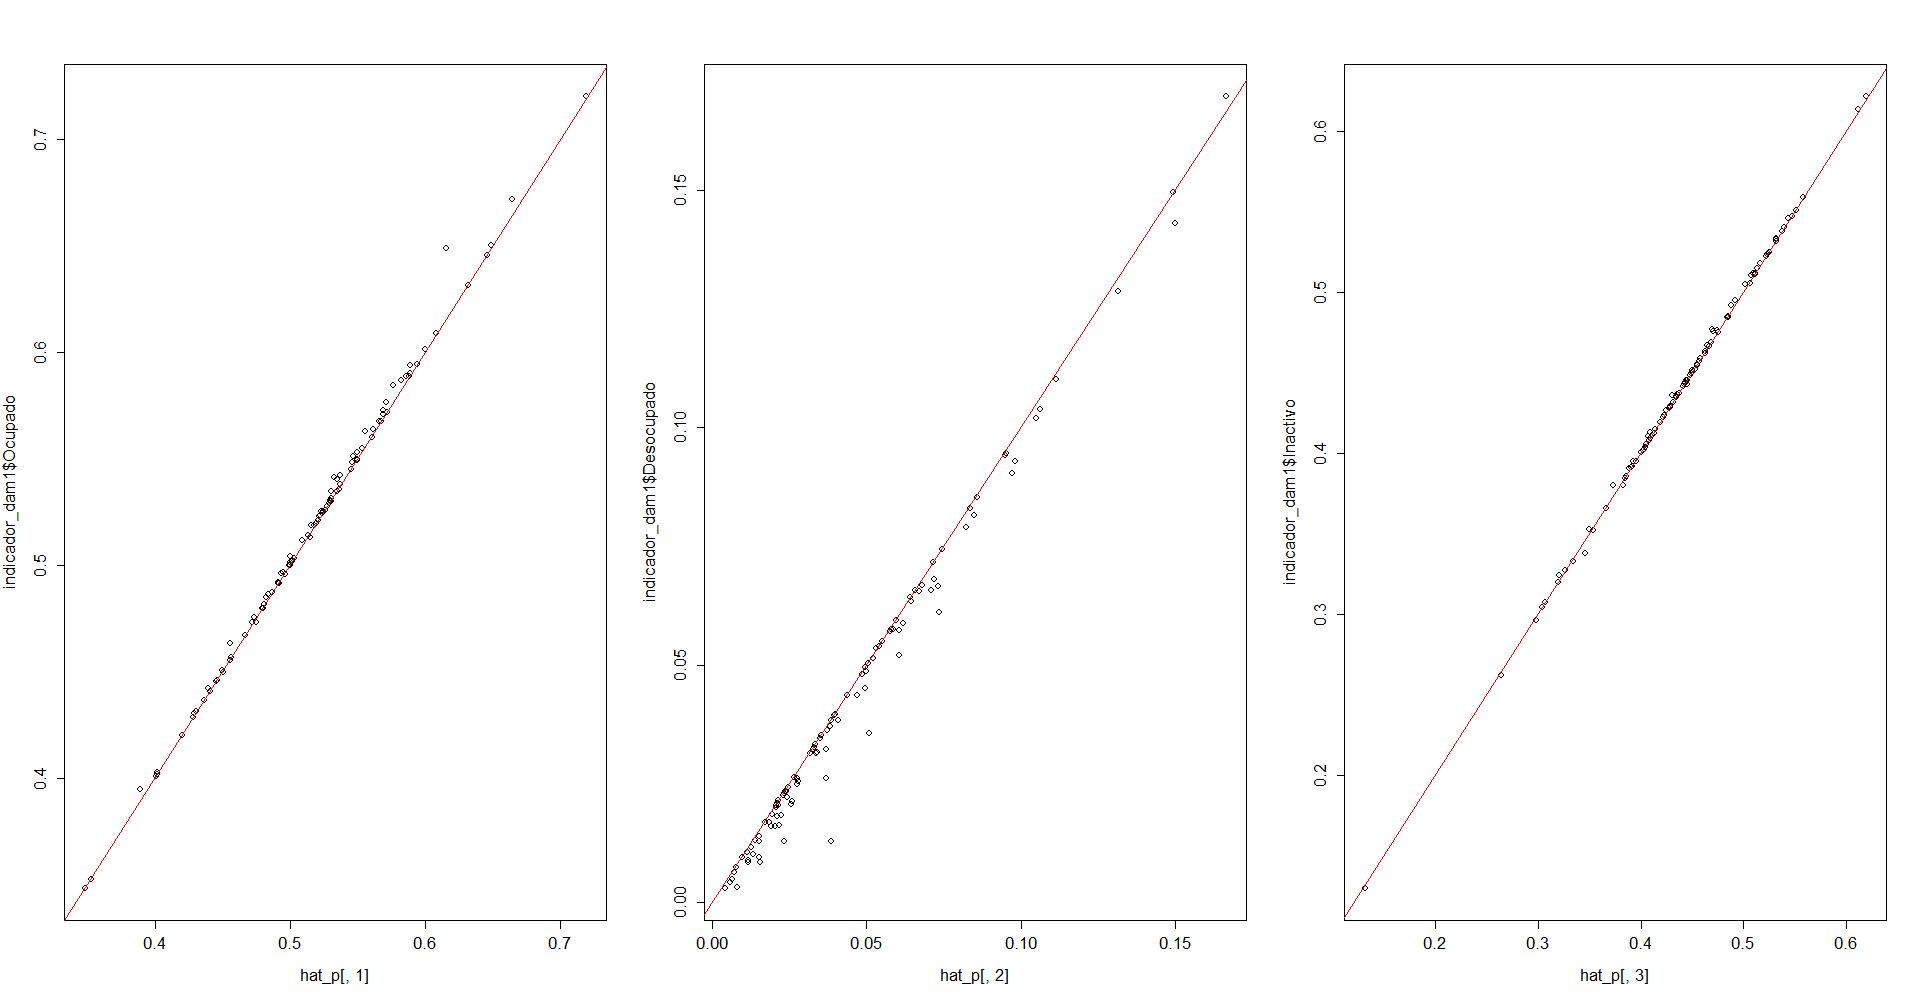 indicador_dam1$Ocupado
0.7
0.6
0.5
0.4
0.4 0.5 0.6 0.7
hat_p[, 1]
indicador_dam1$Desocupado
0.15
0.10
0.05
0.00
0.00 0.05 0.10 0.15
hat_p[, 2]
indicador_dam1$Inactivo
0.6
0.5
0.4
0.3
0.2
0.2 0.3 0.4 0.5 0.6
hat_p[, 3]